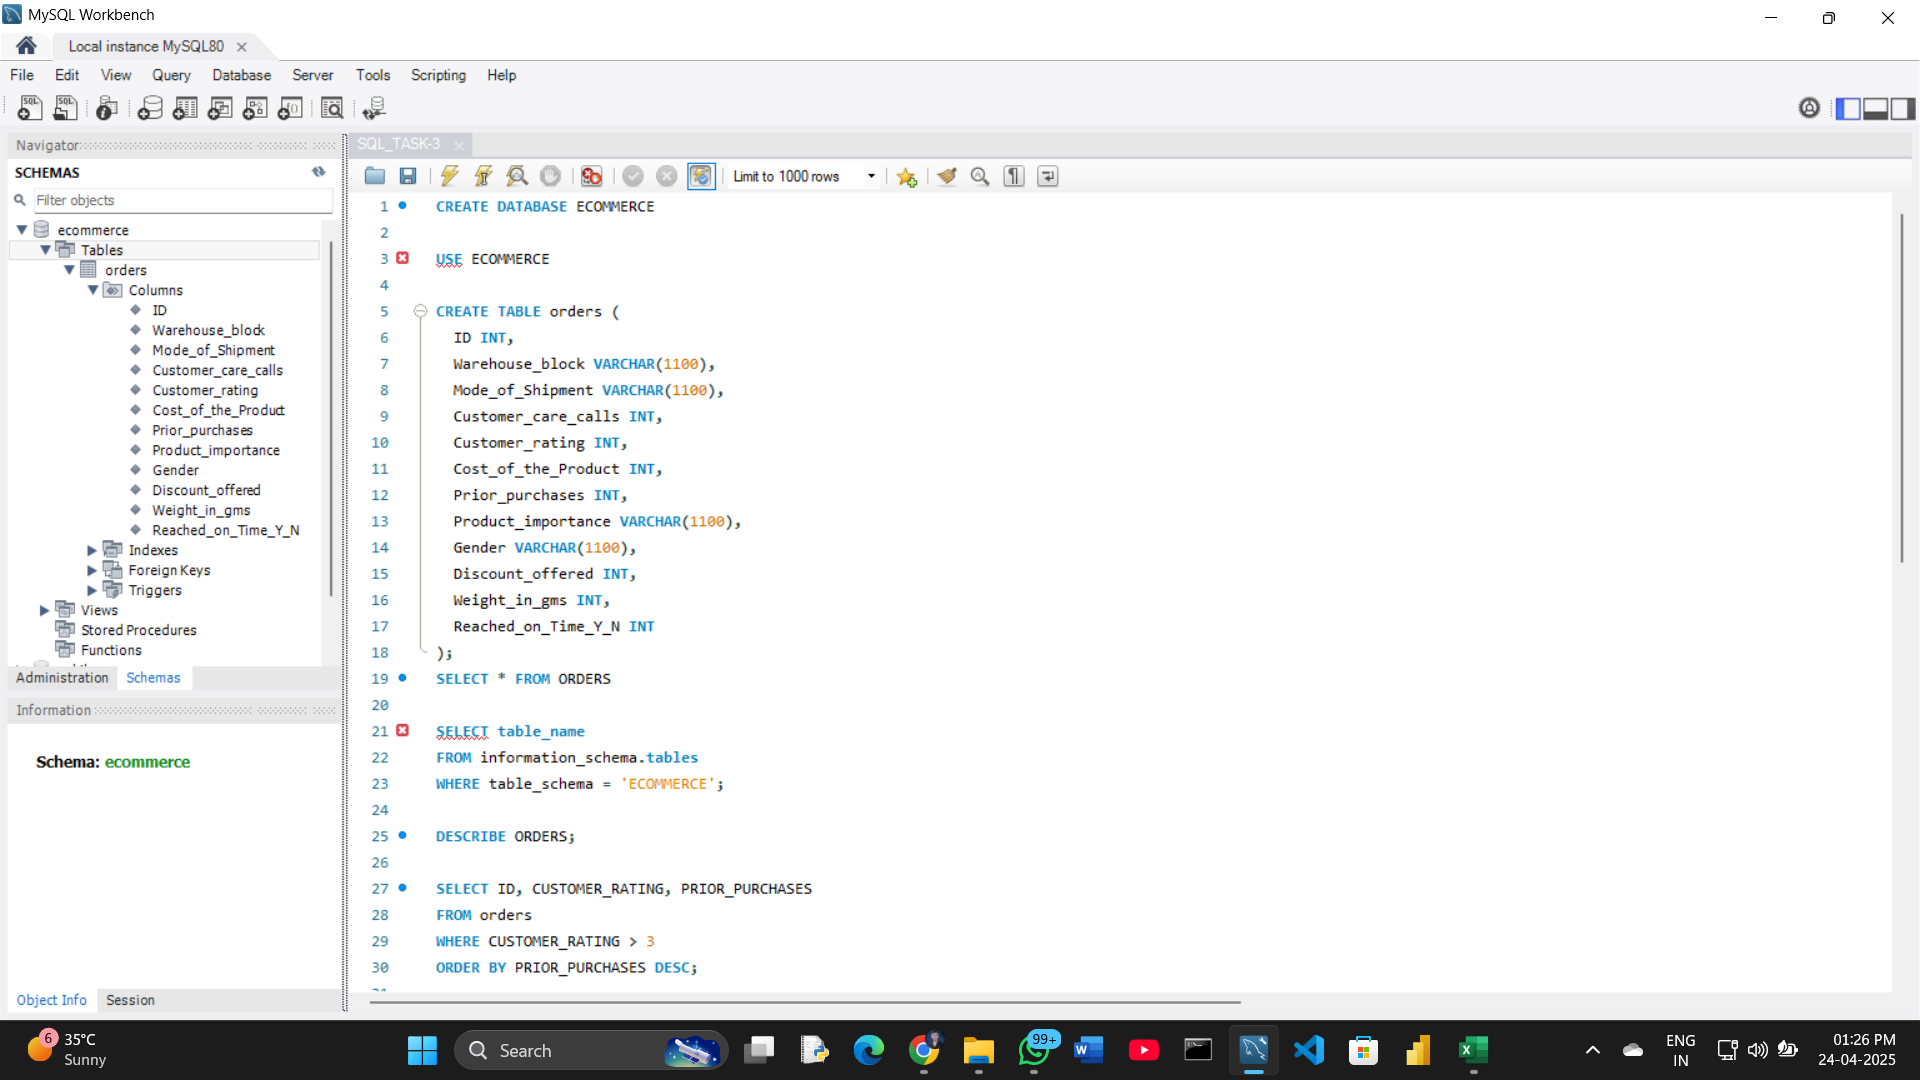 MySQL Workbench
Local instance MySQL80
File Edit View Query Database Server Tools Scripting Help
Navigator
SCHEMAS
Filter objects
ecommerce
Tables
orders
Columns
ID
Warehouse_block
Mode_of_Shipment
Customer_care_calls
Customer_rating
Cost_of_the_Product
Prior_purchases
Product_importance
Gender
Discount_offered
Weight_in_gms
Reached_on_Time_Y_N
Indexes
Foreign Keys
Triggers
Views
Stored Procedures
Functions
Administration Schemas
Information
Schema: ecommerce
Object Info Session
SQL_TASK-3
Limit to 1000 rows
1 CREATE DATABASE ECOMMERCE
2
3 USE ECOMMERCE
4
5 CREATE TABLE orders (
6 ID INT,
7 Warehouse_block VARCHAR(1100),
8 Mode_of_Shipment VARCHAR(1100),
9 Customer_care_calls INT,
10 Customer_rating INT,
11 Cost_of_the_Product INT,
12 Prior_purchases INT,
13 Product_importance VARCHAR(1100),
14 Gender VARCHAR(1100),
15 Discount_offered INT,
16 Weight_in_gms INT,
17 Reached_on_Time_Y_N INT
18 );
19 SELECT * FROM ORDERS
20
21 SELECT table_name
22 FROM information_schema.tables
23 WHERE table_schema = 'ECOMMERCE';
24
25 DESCRIBE ORDERS;
26
27 SELECT ID, CUSTOMER_RATING, PRIOR_PURCHASES
28 FROM orders
29 WHERE CUSTOMER_RATING > 3
30 ORDER BY PRIOR_PURCHASES DESC;
6
35°C
Sunny
Search
99+
ENG
IN
01:26 PM
24-04-2025